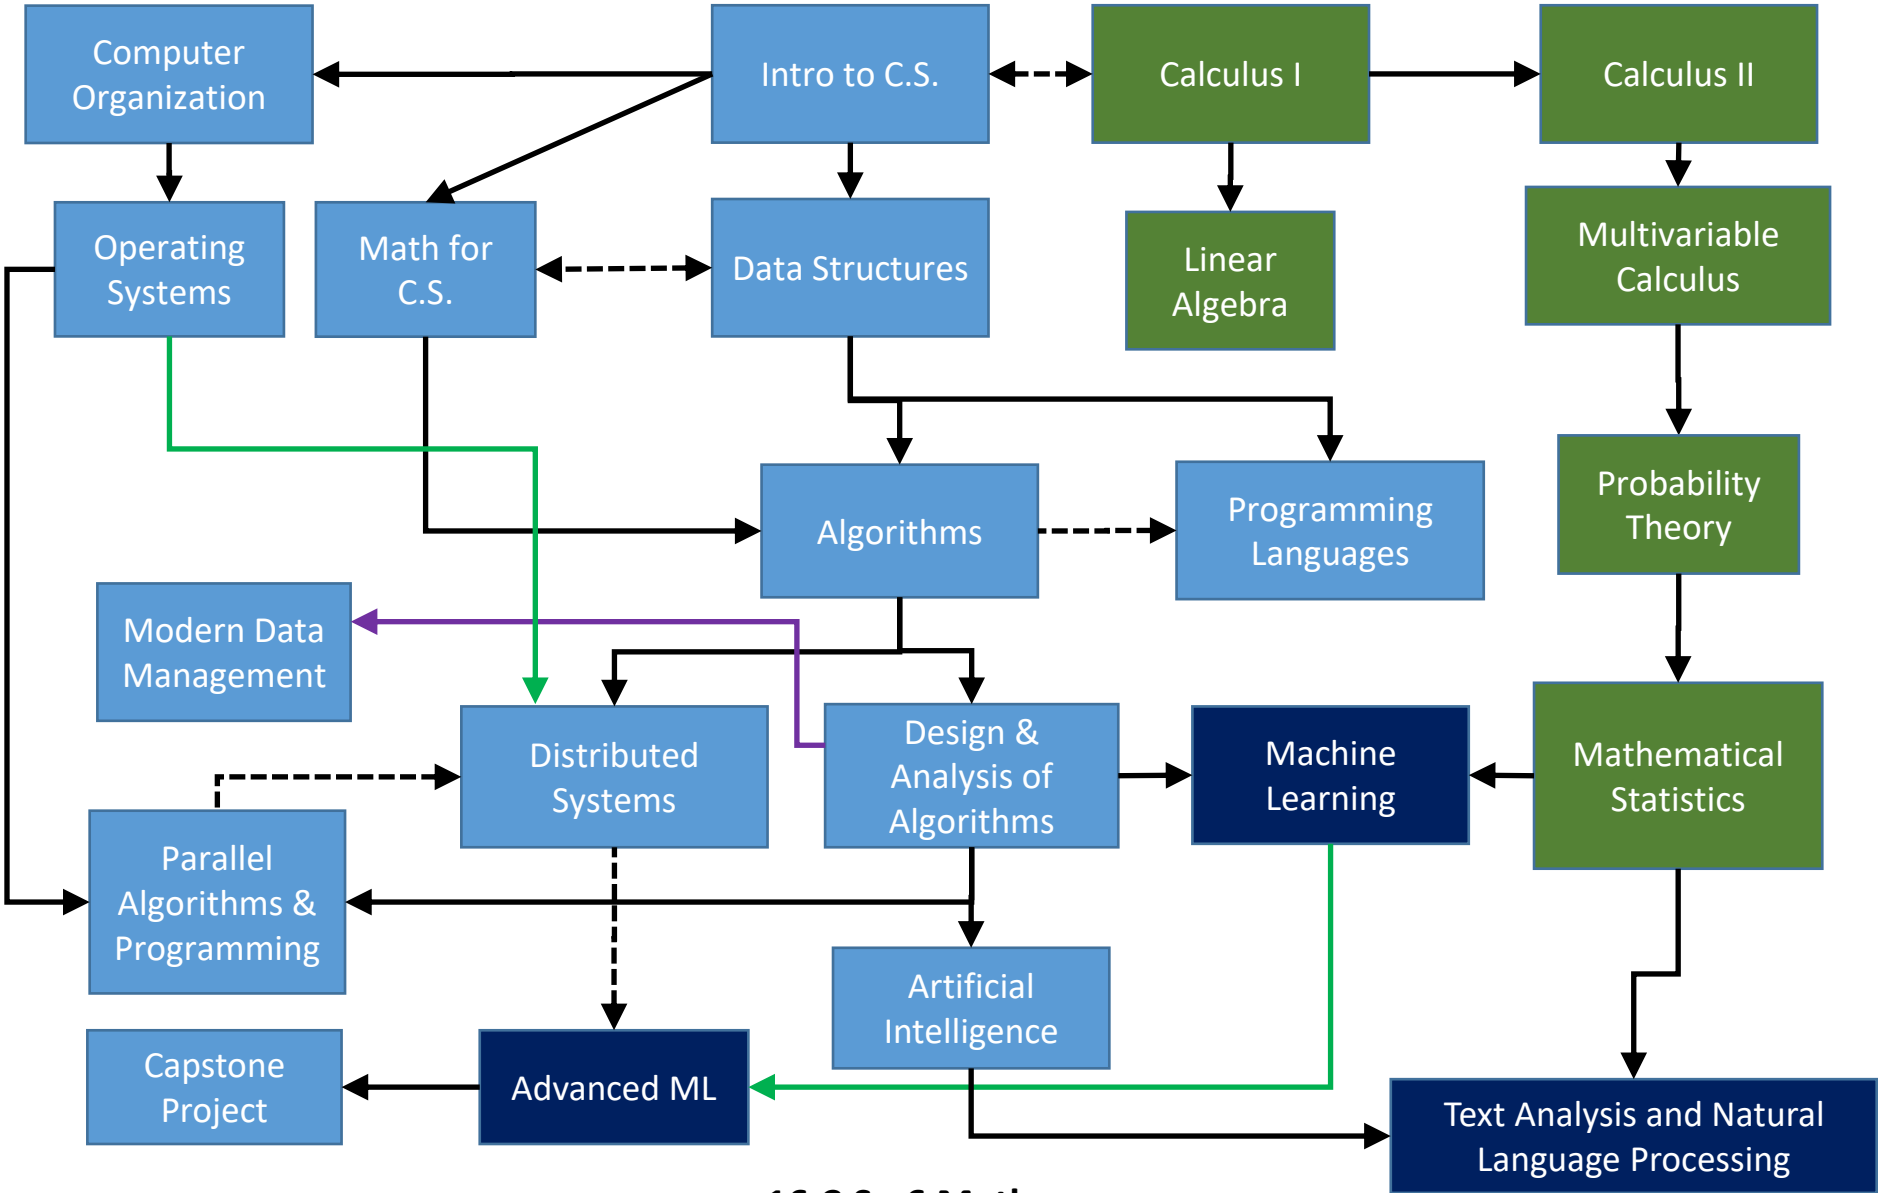 Computer
Organization
Intro to C.S.
Calculus I
Calculus II
Operating
Systems
Math for
C.S.
Data Structures
Linear
Algebra
Multivariable
Calculus
Algorithms
Programming
Languages
Probability
Theory
Modern Data
Management
Distributed
Systems
Design &
Analysis of
Algorithms
Machine
Learning
Mathematical
Statistics
Parallel
Algorithms &
Programming
Artificial
Intelligence
Capstone
Project
Advanced ML
Text Analysis and Natural
Language Processing